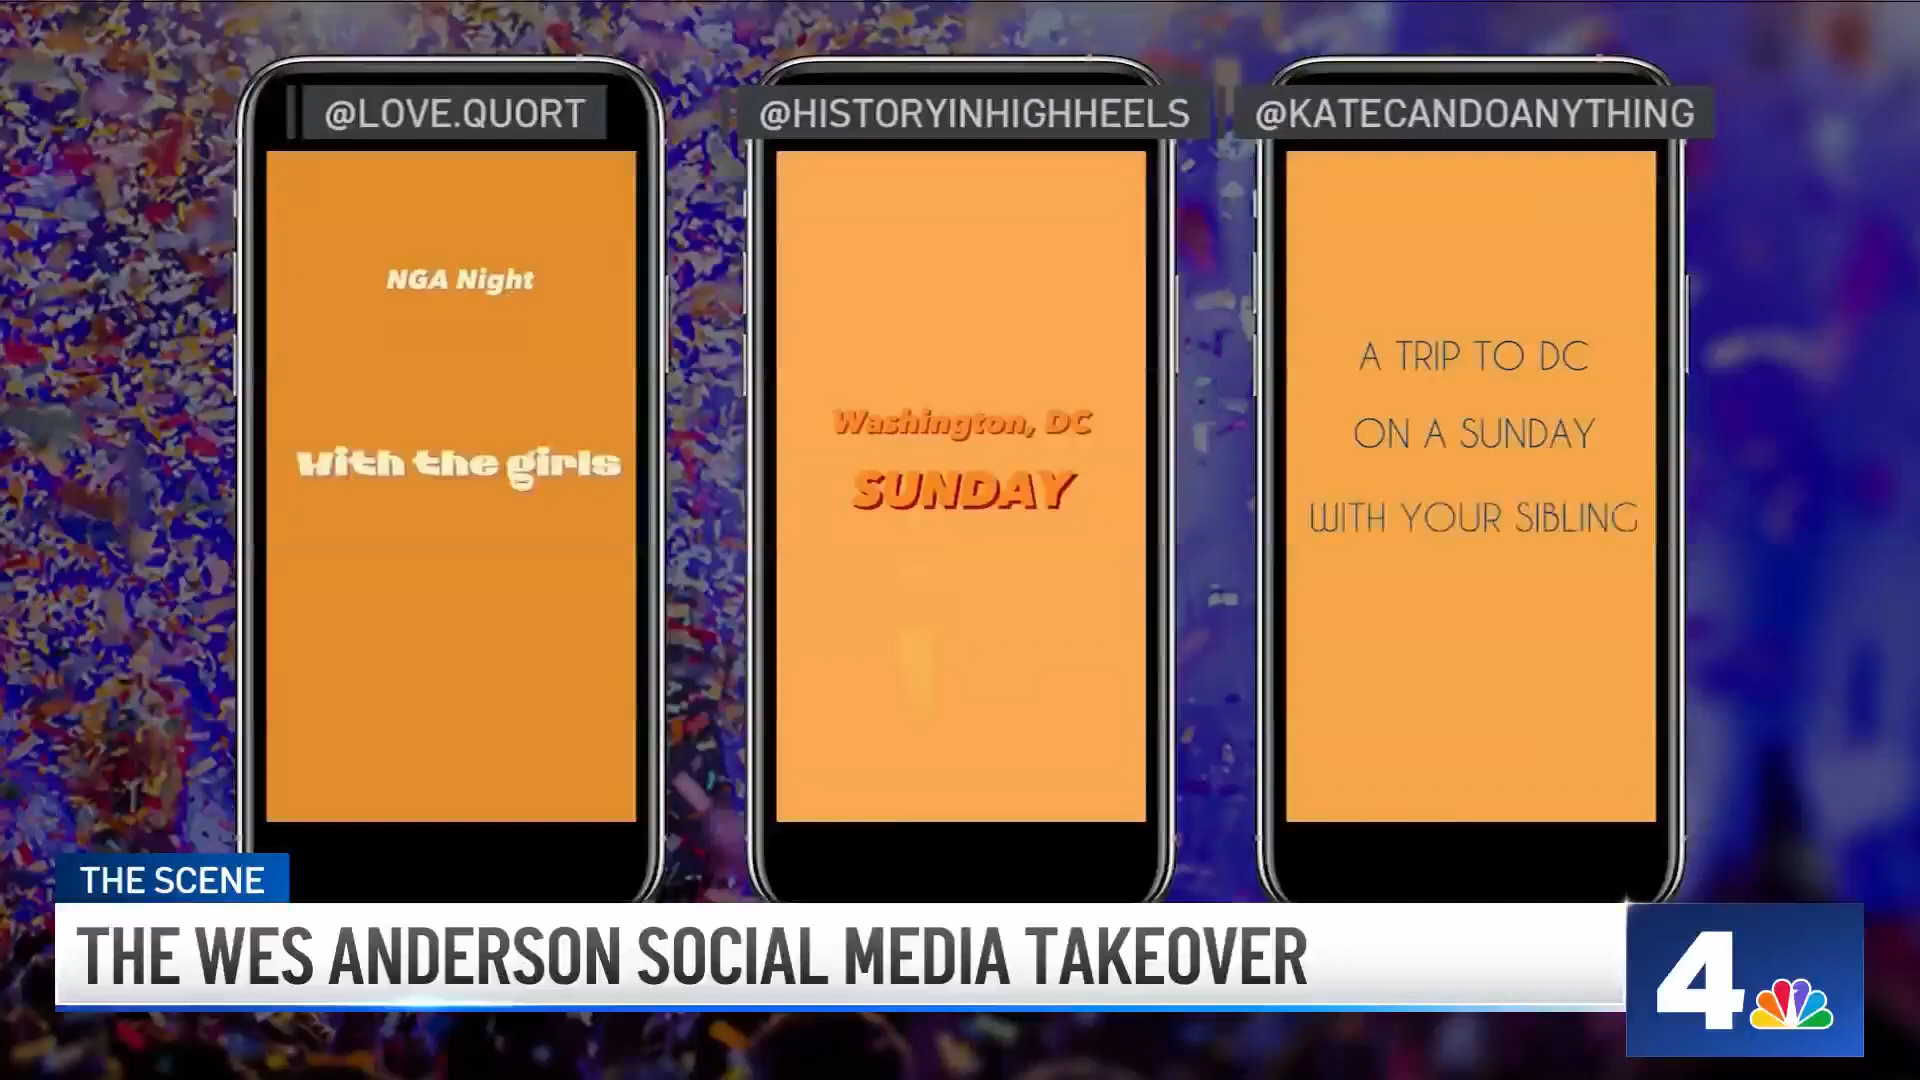 @LOVE.QUORT
NGA Night
With the girls
@HISTORYINHIGHHEELS
Washington, DC
SUNDAY
@KATECANDOANYTHING
A TRIP TO DC
ON A SUNDAY
WITH YOUR SIBLING
THE SCENE
THE WES ANDERSON SOCIAL MEDIA TAKEOVER
4